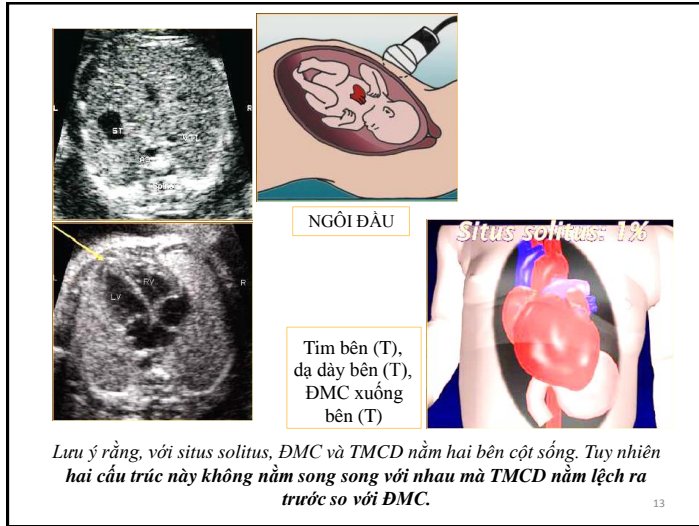 L
R
ST
Spine
NGÔI ĐẦU
L
R
LV
RV
Situs solitus: 1%
Tim bên (T),
dạ dày bên (T),
ĐMC xuống
bên (T)
Lưu ý rằng, với situs solitus, ĐMC và TMCD nằm hai bên cột sống. Tuy nhiên
hai cấu trúc này không nằm song song với nhau mà TMCD nằm lệch ra
trước so với ĐMC.
13